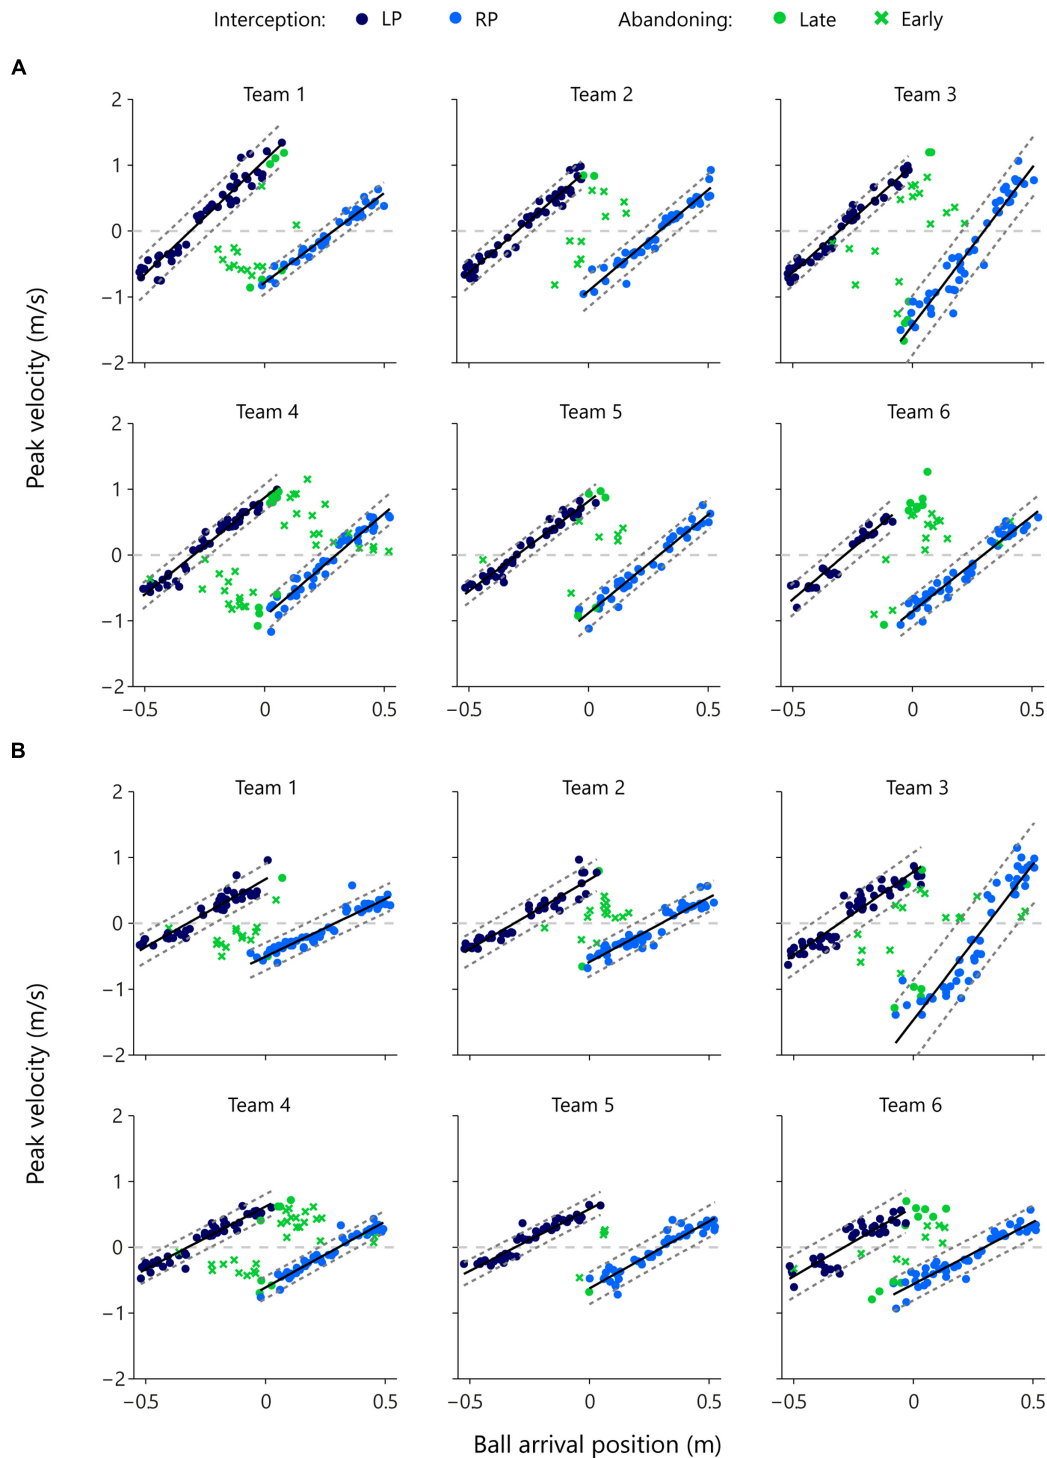 Interception: LP RP Abandoning: Late Early
A
Team 1 Team 2 Team 3
2
1
0
−1
−2
Team 4 Team 5 Team 6
2
1
0
−1
−2
−0.5 0 0.5 −0.5 0 0.5 −0.5 0 0.5
Peak velocity (m/s)
B
Team 1 Team 2 Team 3
2
1
0
−1
−2
Team 4 Team 5 Team 6
2
1
0
−1
−2
−0.5 0 0.5 −0.5 0 0.5 −0.5 0 0.5
Peak velocity (m/s)
Ball arrival position (m)